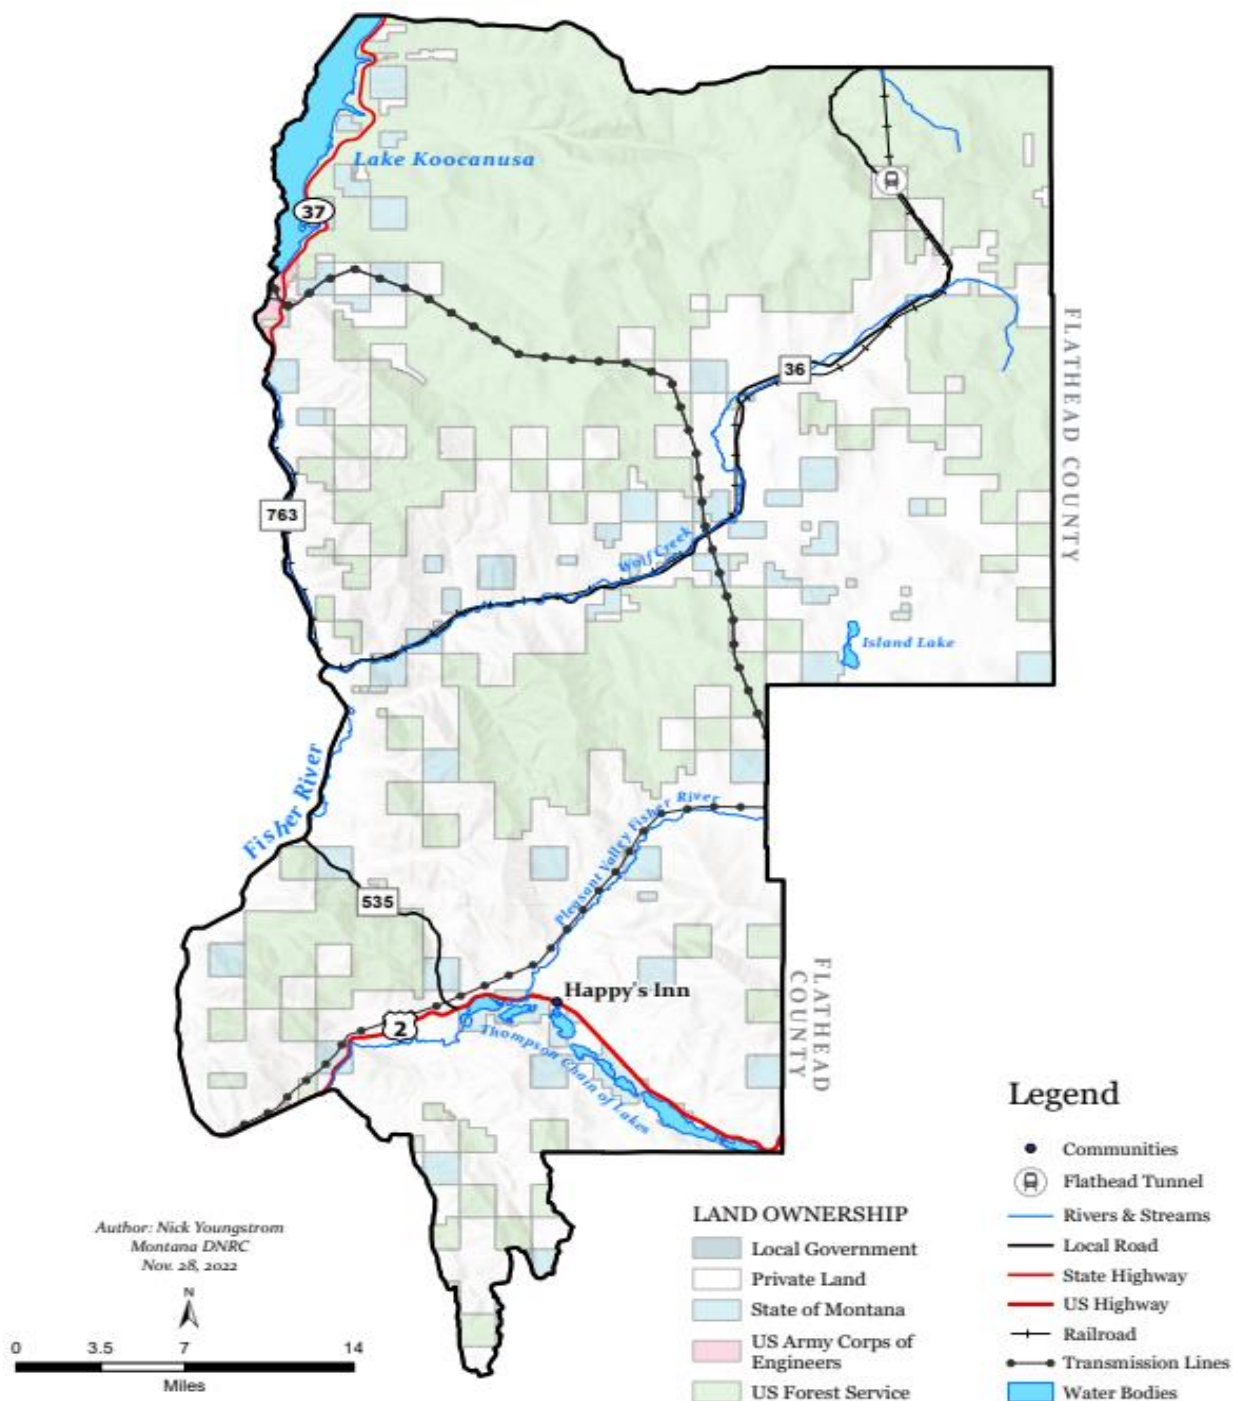 Lake Koocanusa
37
FLATHEAD COUNTY
36
763
Wolf Creek
Island Lake
Fisher River
Pleasant Valley Fisher River
535
Happy's Inn
FLATHEAD
COUNTY
2
Thompson Chain of Lakes
Legend
Communities
Flathead Tunnel
Rivers & Streams
Local Road
State Highway
US Highway
Railroad
Transmission Lines
Water Bodies
LAND OWNERSHIP
Local Government
Private Land
State of Montana
US Army Corps of
Engineers
US Forest Service
Author: Nick Youngstrom
Montana DNRC
Nov. 28, 2022
N
0 3.5 7 14
Miles